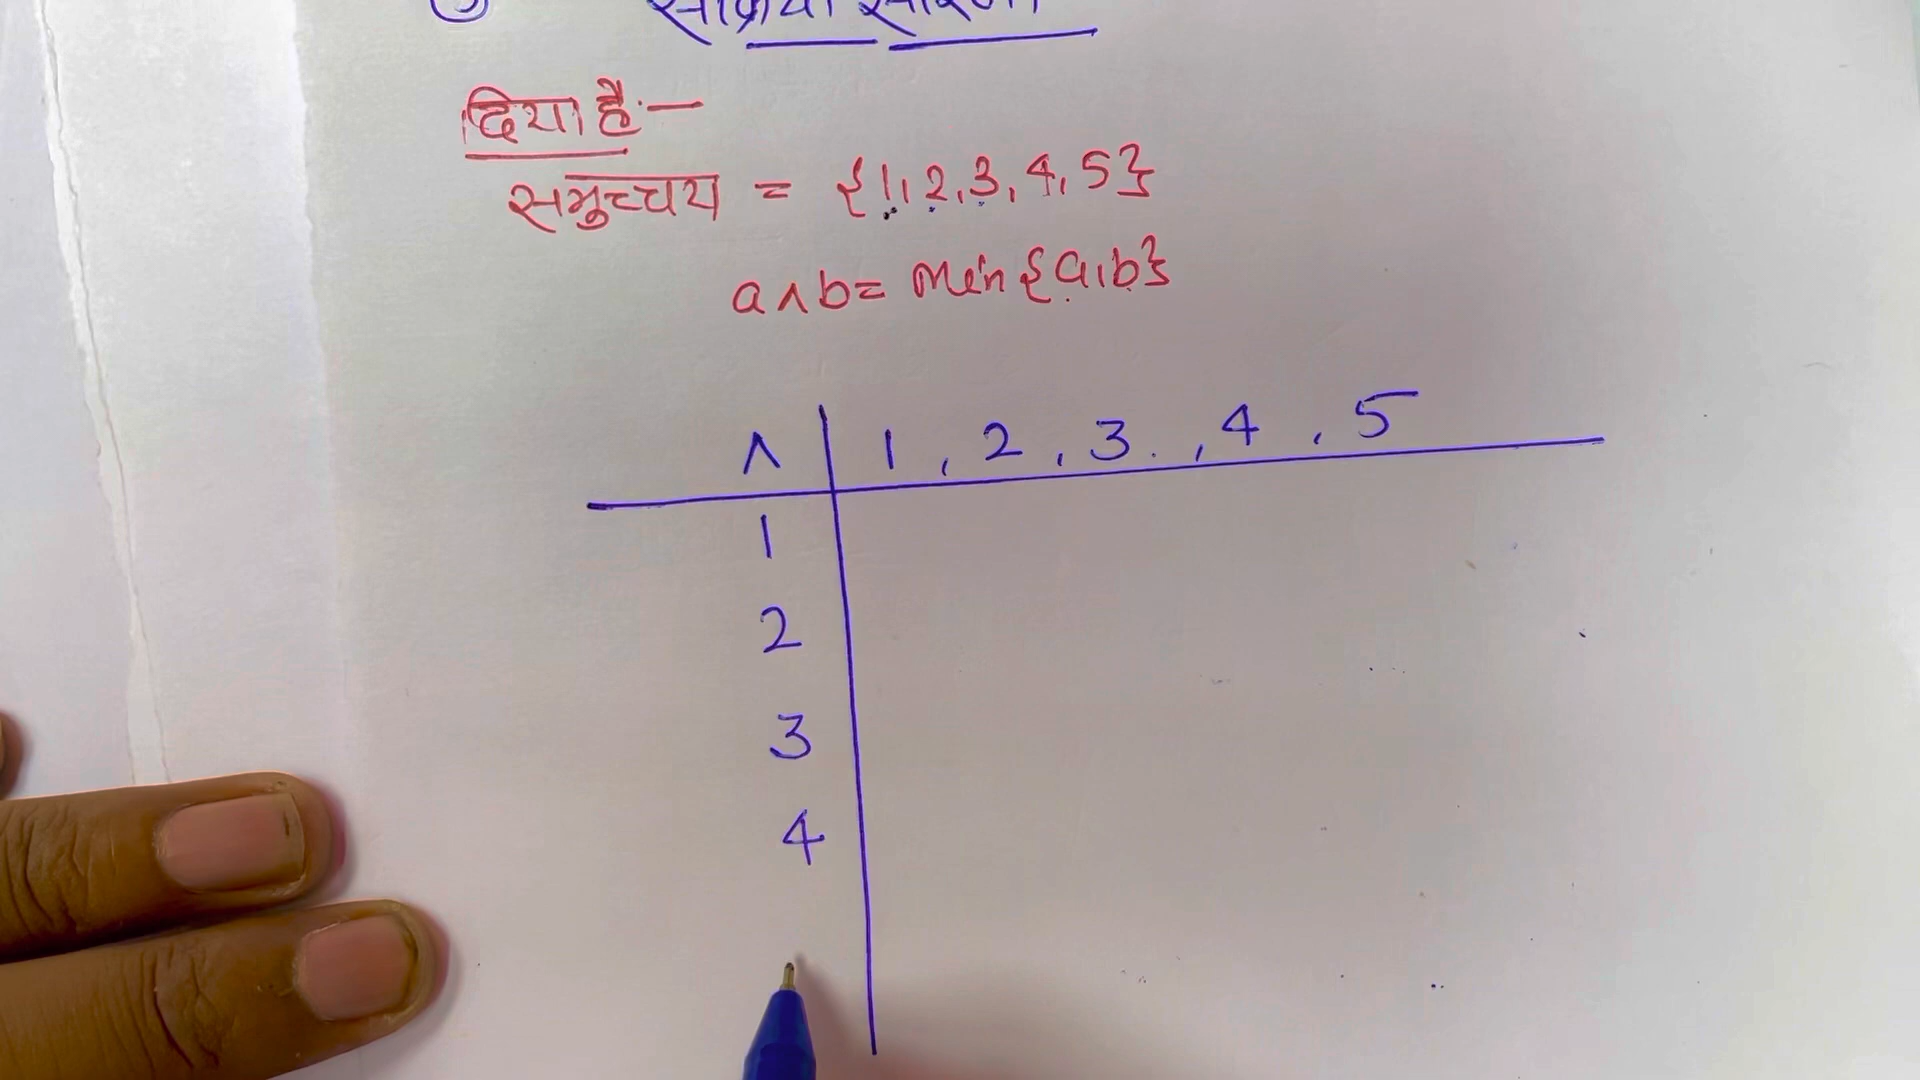 दिया है:—
समुच्चय = {1, 2, 3, 4, 5}
a ∧ b = Min {a, b}
∧ 1 , 2 , 3 , 4 , 5
1
2
3
4